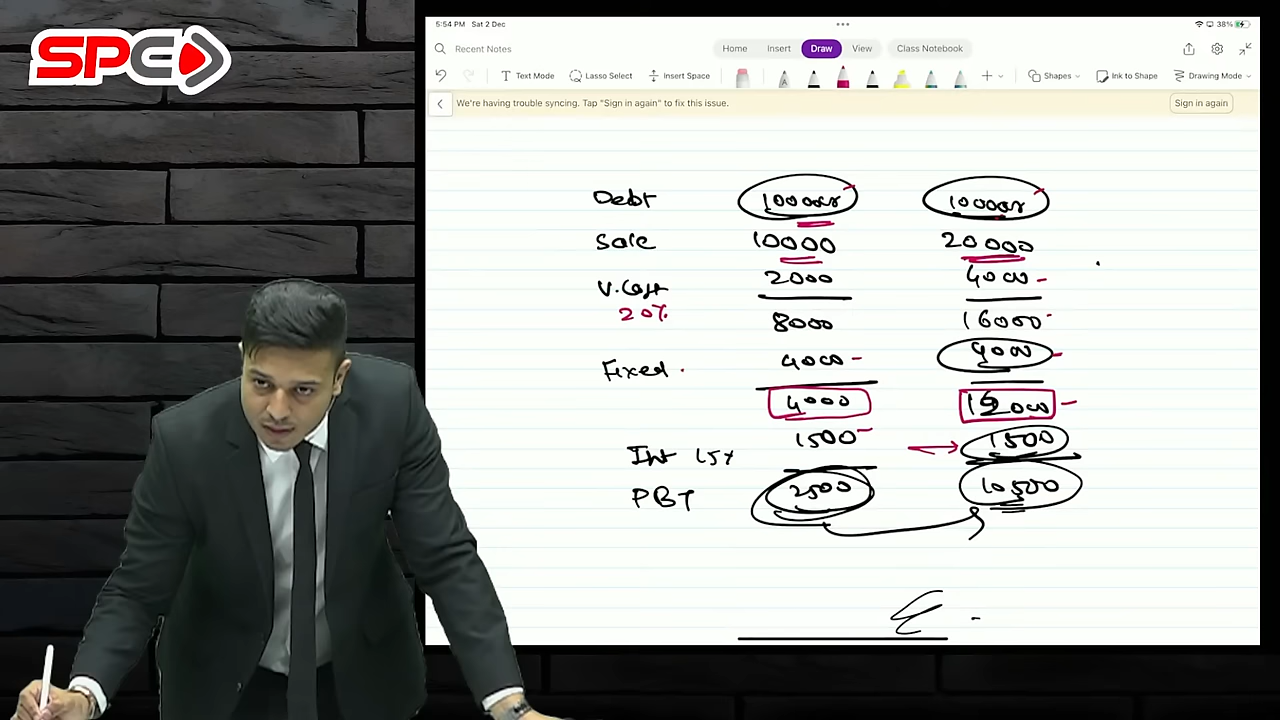 SPC
5:54 PM Sat 2 Dec
38%
Recent Notes
Home Insert Draw View Class Notebook
Text Mode Lasso Select Insert Space Shapes Ink to Shape Drawing Mode
We're having trouble syncing. Tap "Sign in again" to fix this issue. Sign in again
Debt
Sale 10000 20000
V.Cost 2000 4000
20%
8000 16000
Fixed 4000 4000
4000 12000
Int 15% 1500 1500
PBT 2500 10500